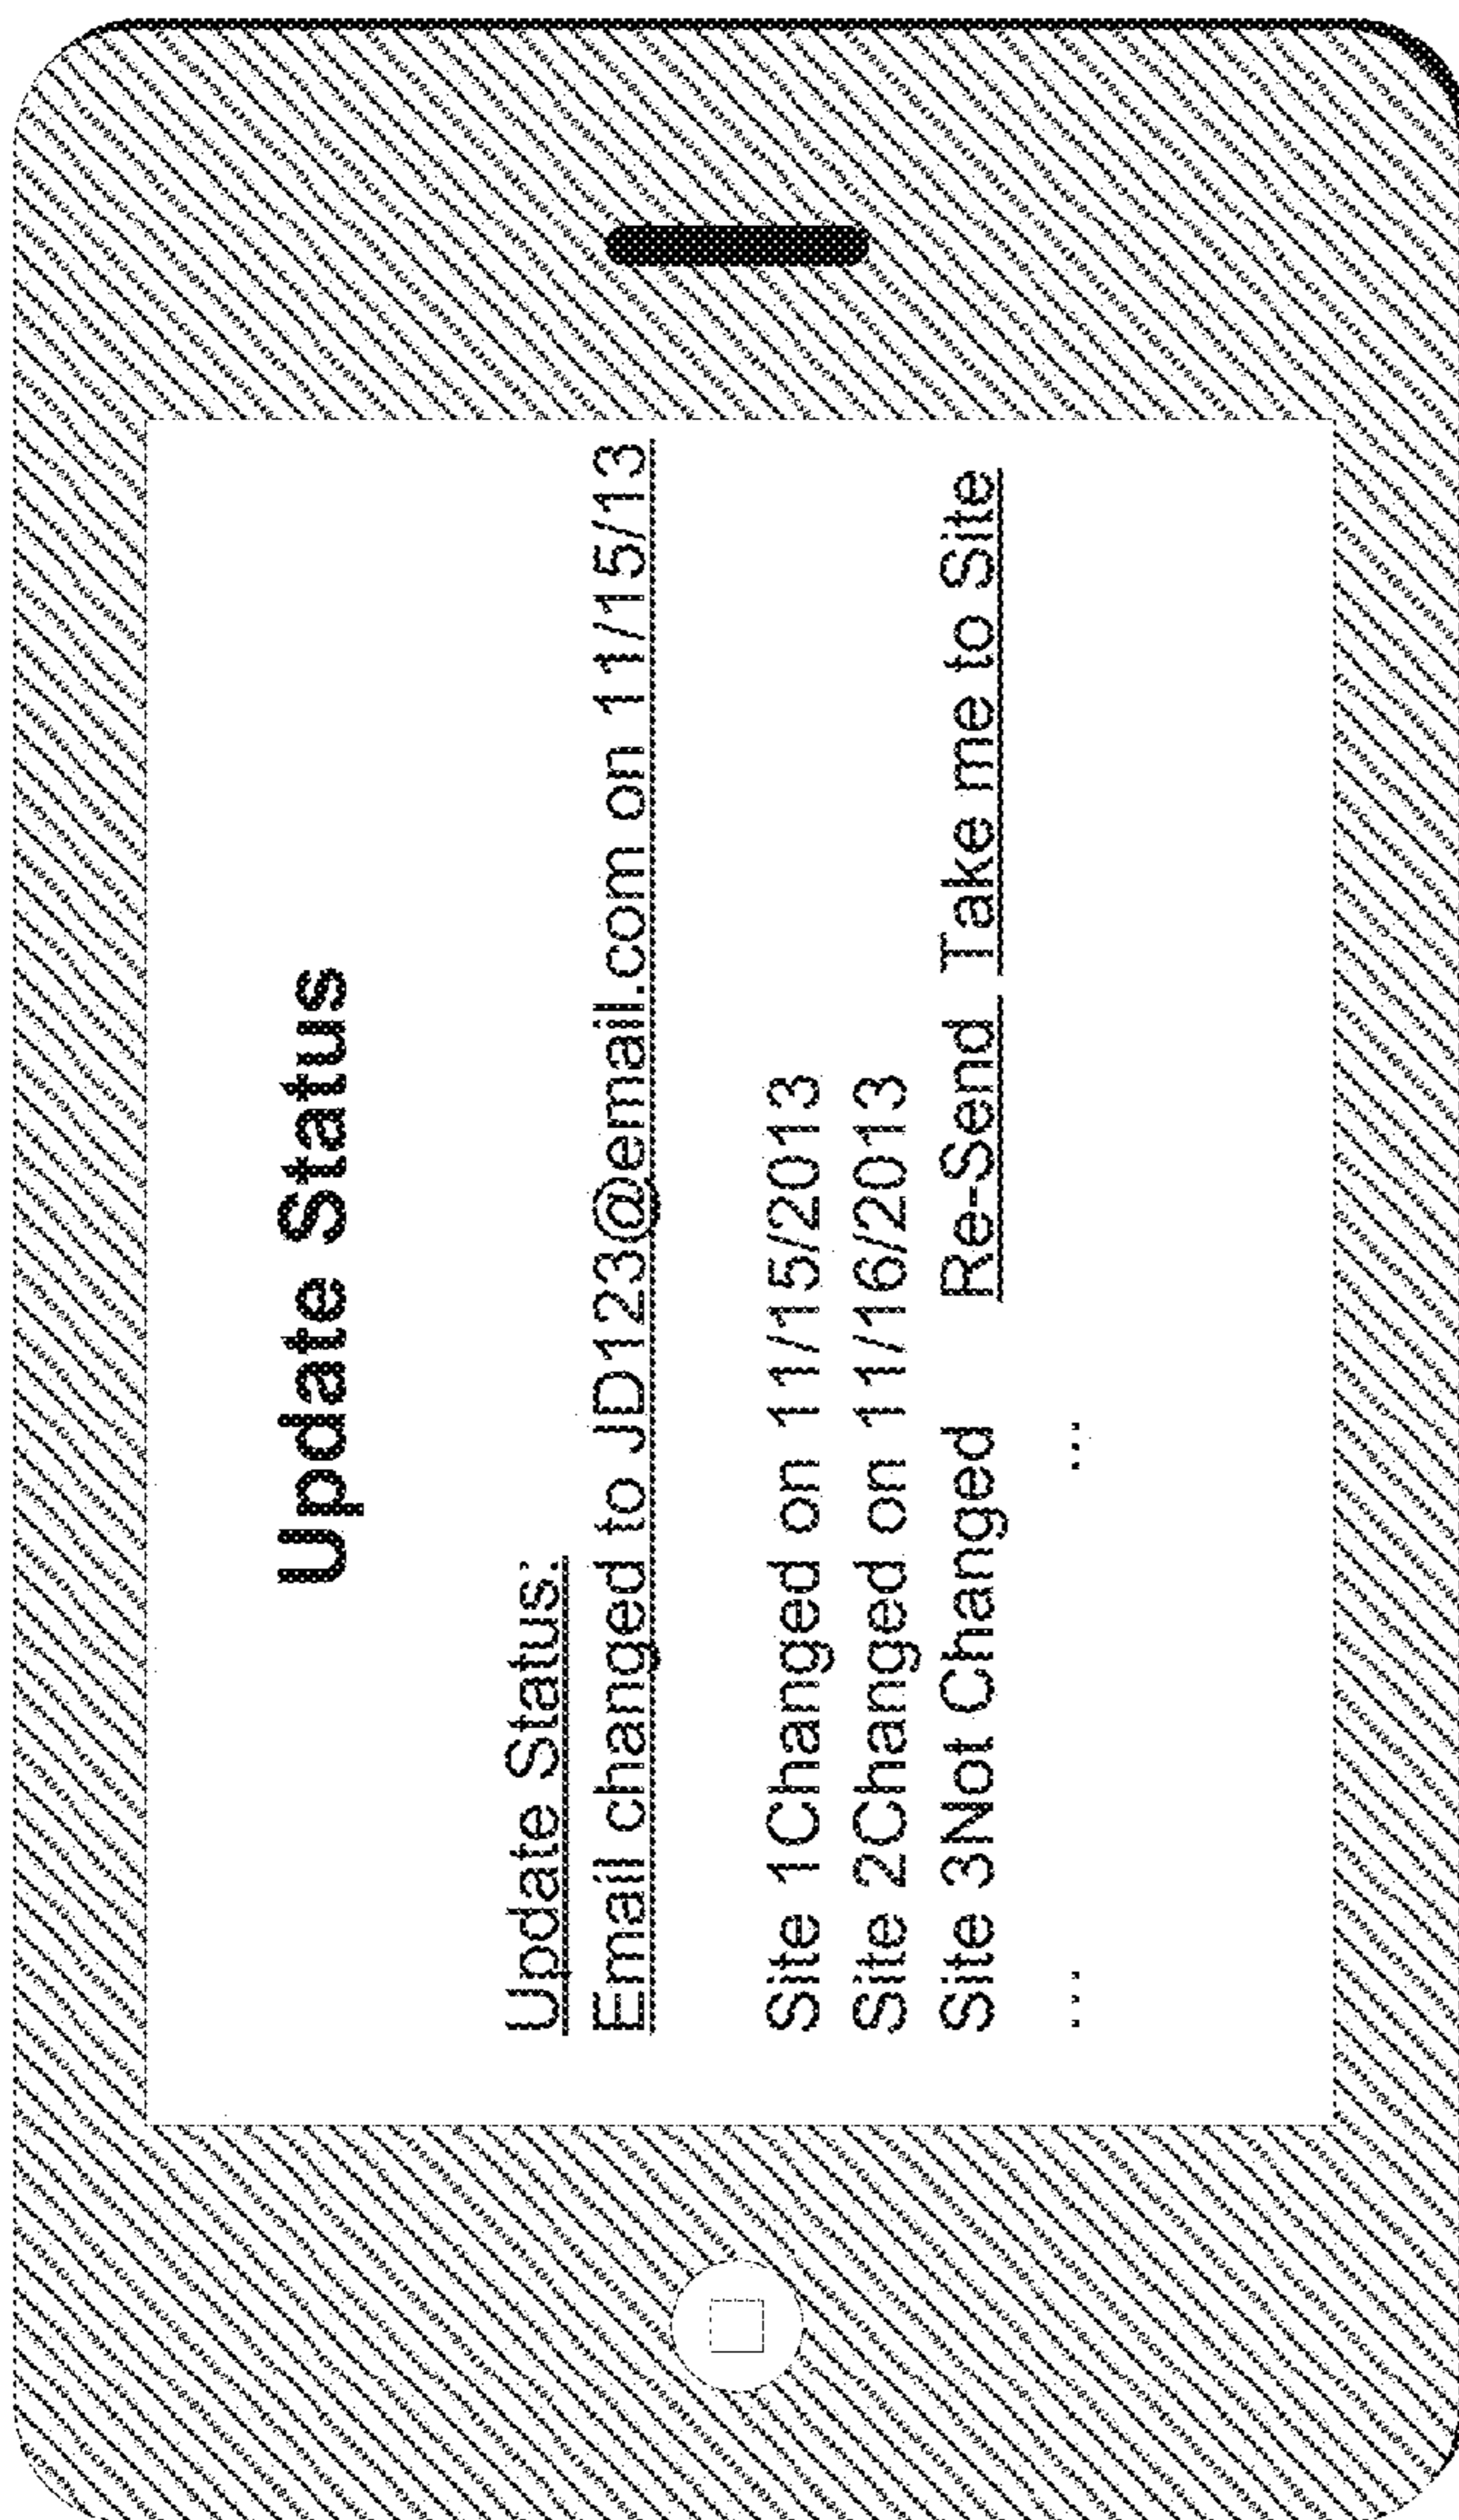 Update Status
Update Status:
Email changed to JD123@email.com on 11/15/13
Site 1Changed on 11/15/2013
Site 2Changed on 11/16/2013
Site 3Not Changed Re-Send Take me to Site
... ...